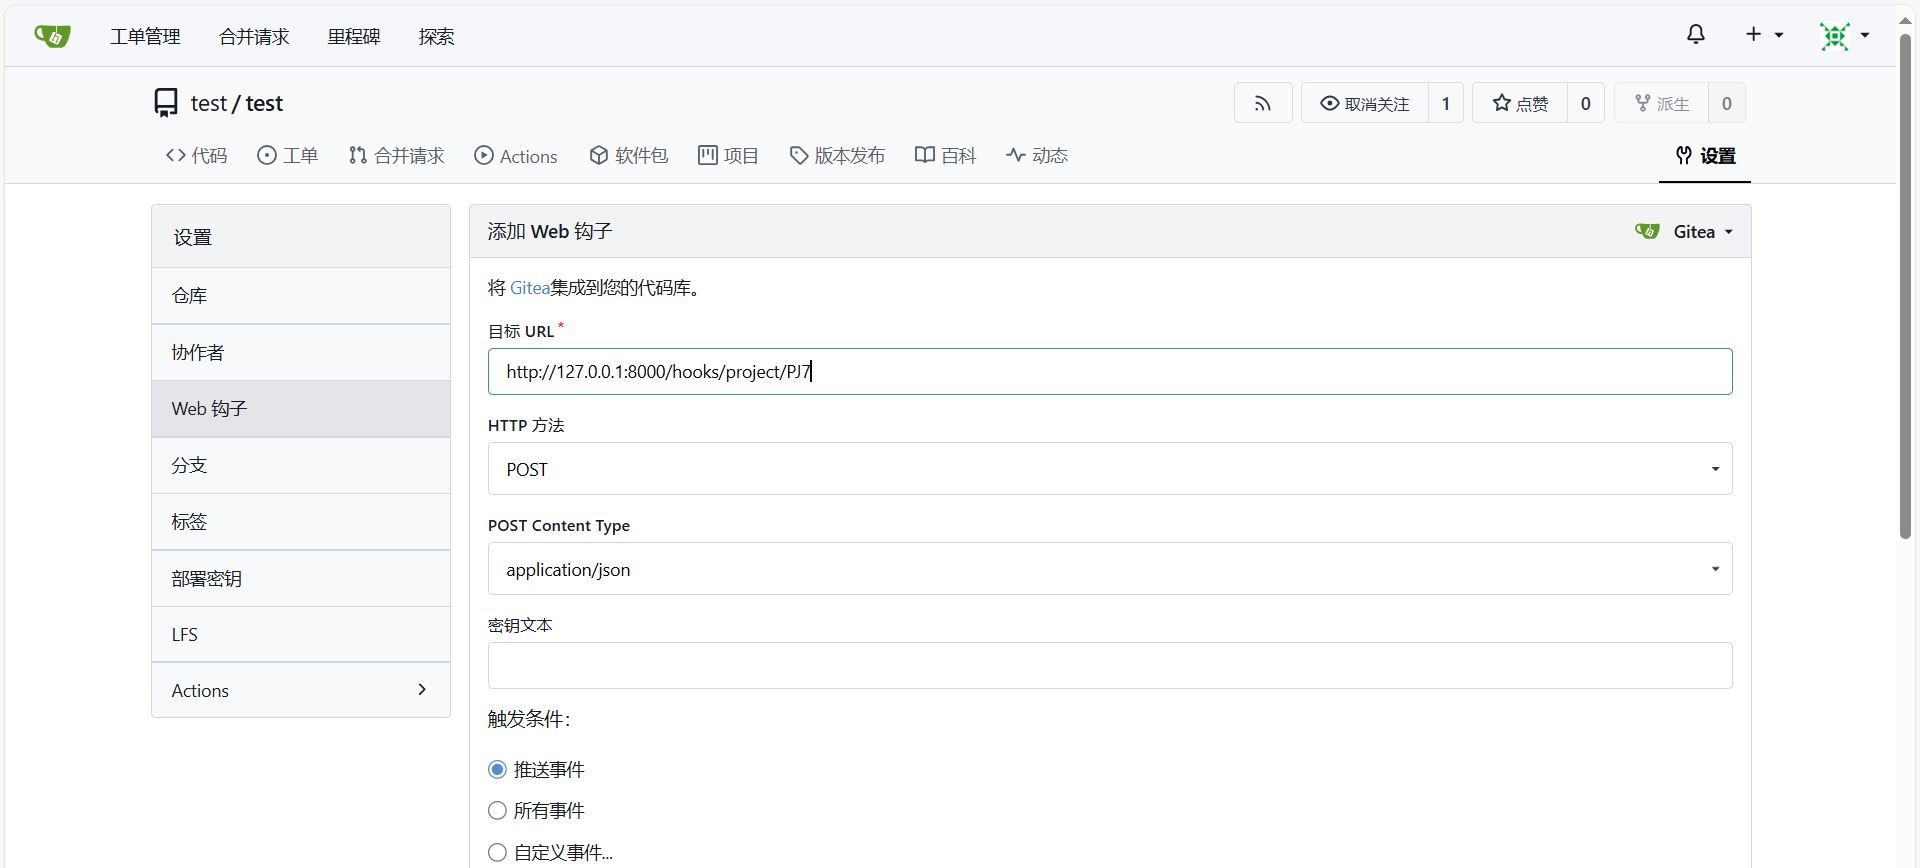 工单管理 合并请求 里程碑 探索
test / test 取消关注 1 点赞 0 派生 0
代码 工单 合并请求 Actions 软件包 项目 版本发布 百科 动态 设置
设置
仓库
协作者
Web 钩子
分支
标签
部署密钥
LFS
Actions
添加 Web 钩子 Gitea
将 Gitea集成到您的代码库。
目标 URL *
http://127.0.0.1:8000/hooks/project/PJ7
HTTP 方法
POST
POST Content Type
application/json
密钥文本
触发条件：
推送事件
所有事件
自定义事件...